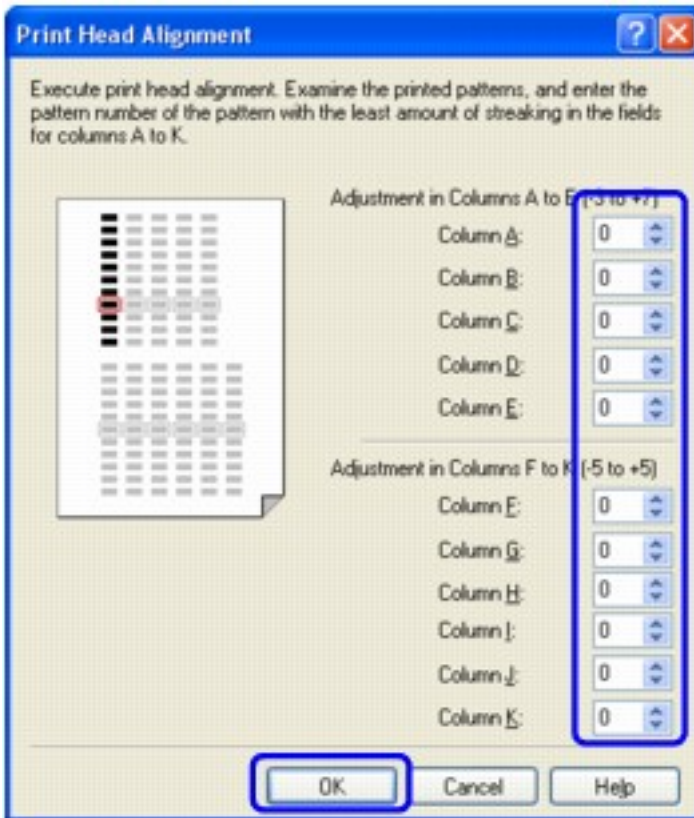 Print Head Alignment
Execute print head alignment. Examine the printed patterns, and enter the
pattern number of the pattern with the least amount of streaking in the fields
for columns A to K.
Adjustment in Columns A to E (-3 to +7)
Column A: 0
Column B: 0
Column C: 0
Column D: 0
Column E: 0
Adjustment in Columns F to K (-5 to +5)
Column F: 0
Column G: 0
Column H: 0
Column I: 0
Column J: 0
Column K: 0
OK Cancel Help